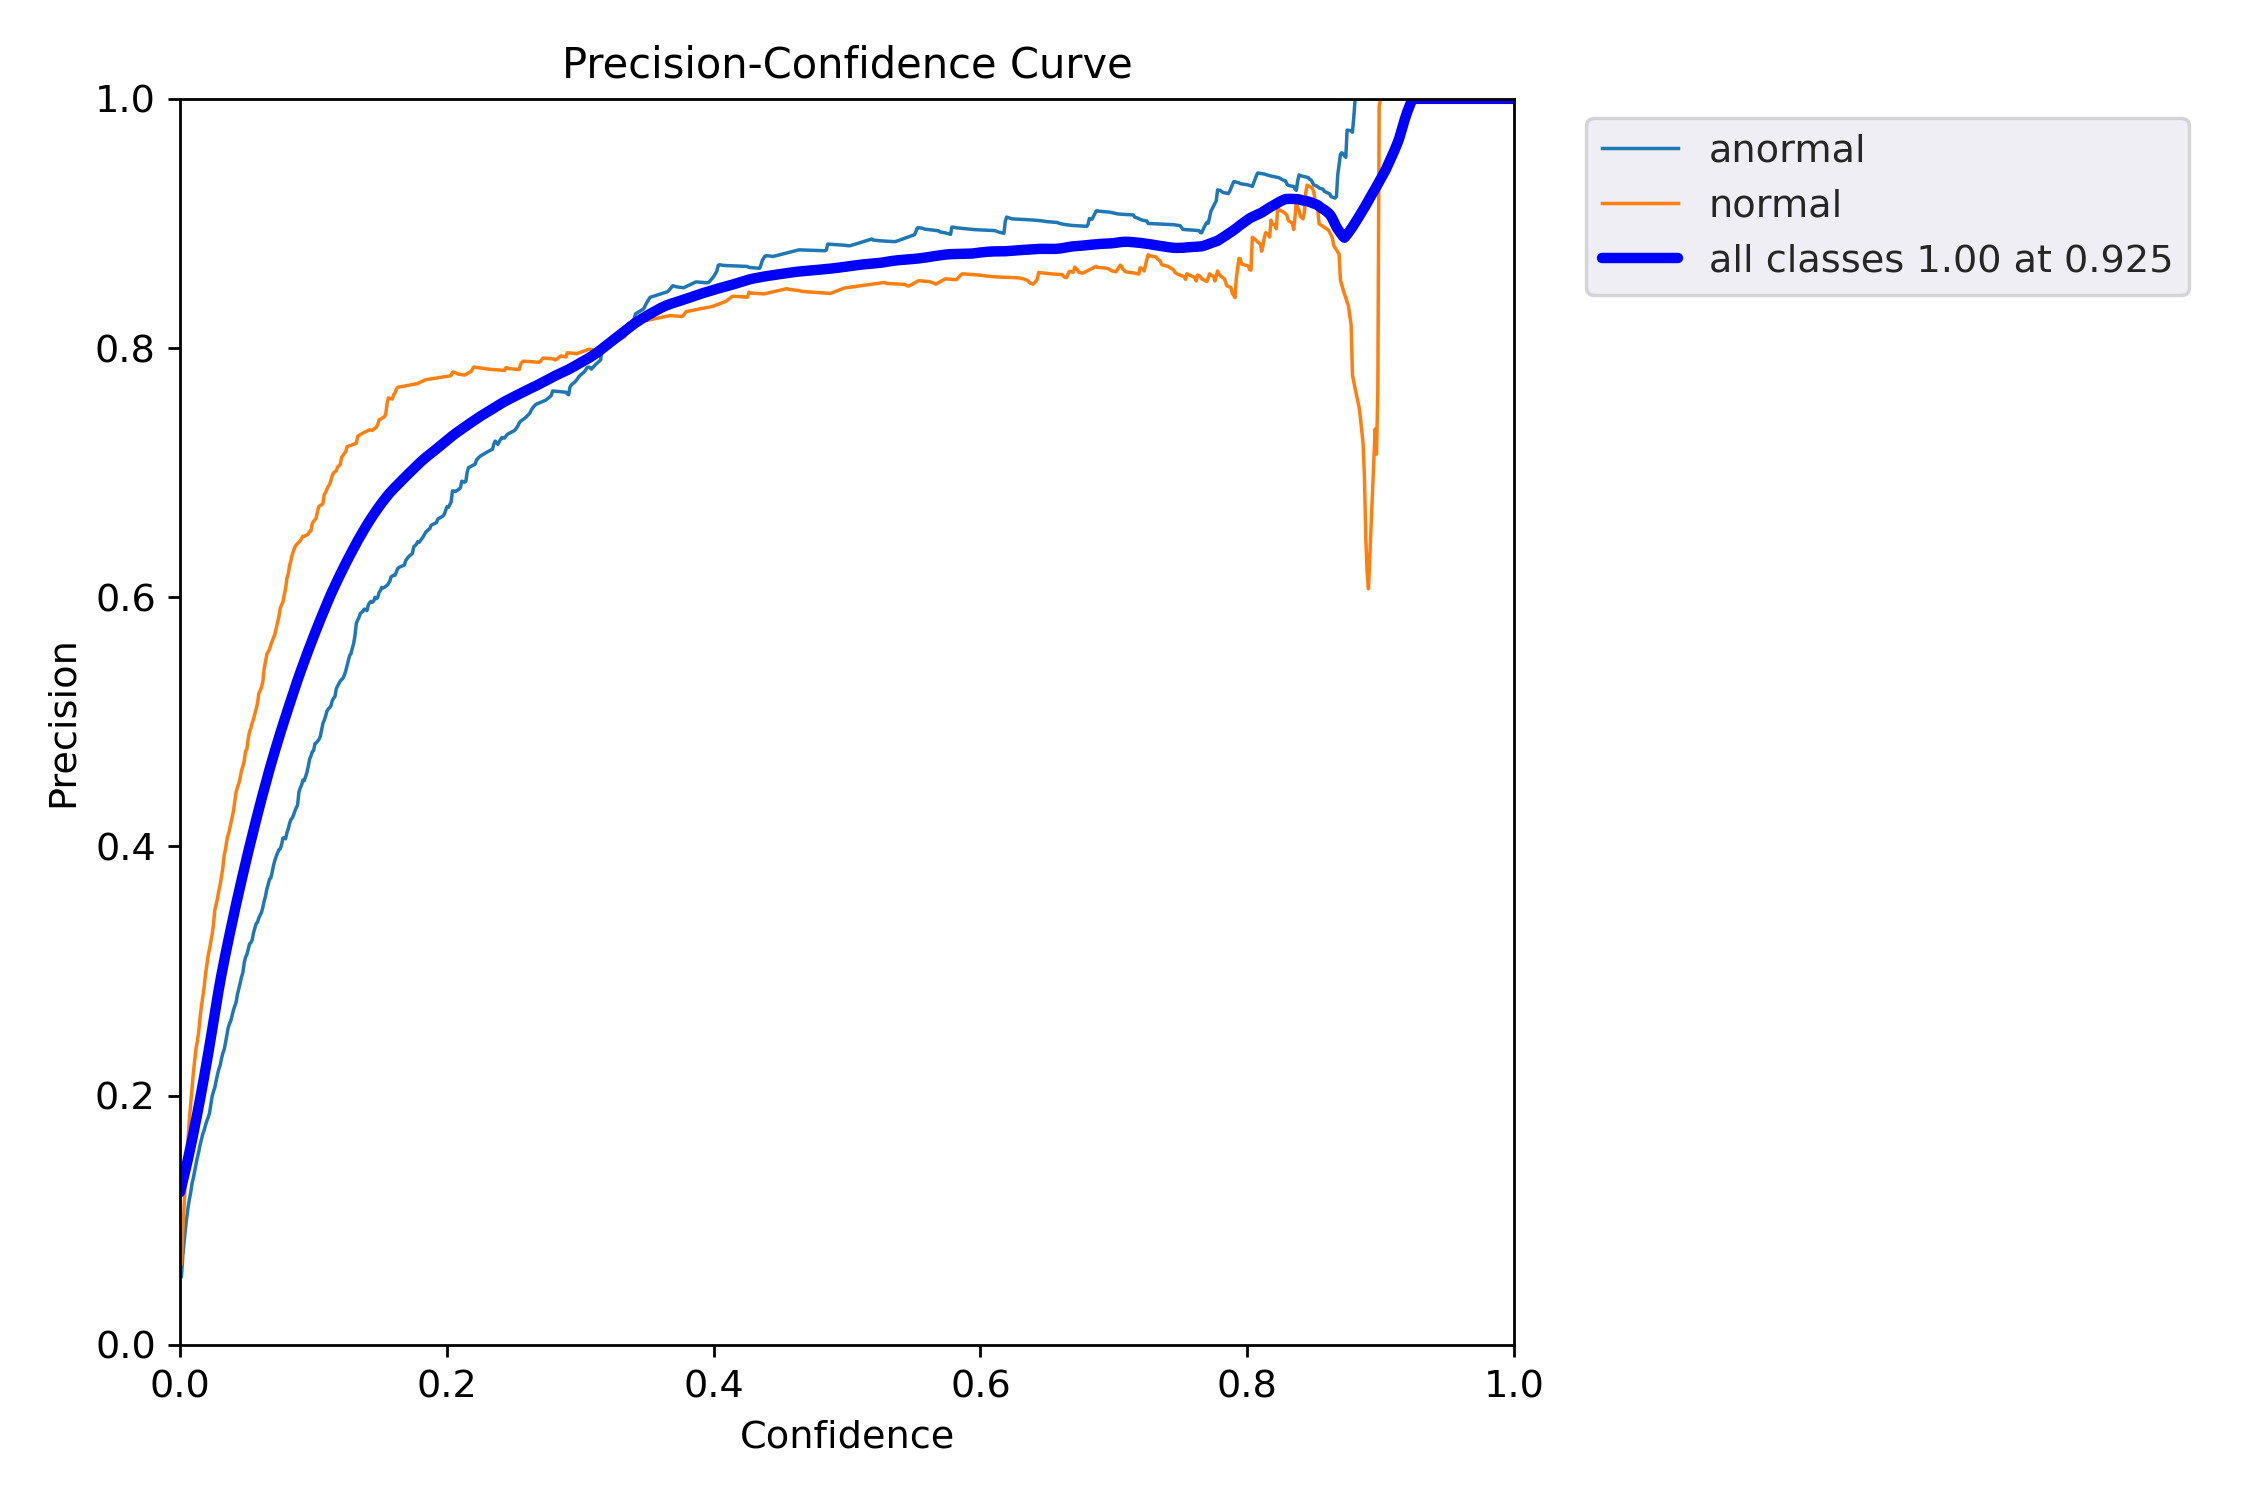 Precision-Confidence Curve
1.0
0.8
0.6
0.4
0.2
0.0
Precision
0.0 0.2 0.4 0.6 0.8 1.0
Confidence
anormal
normal
all classes 1.00 at 0.925